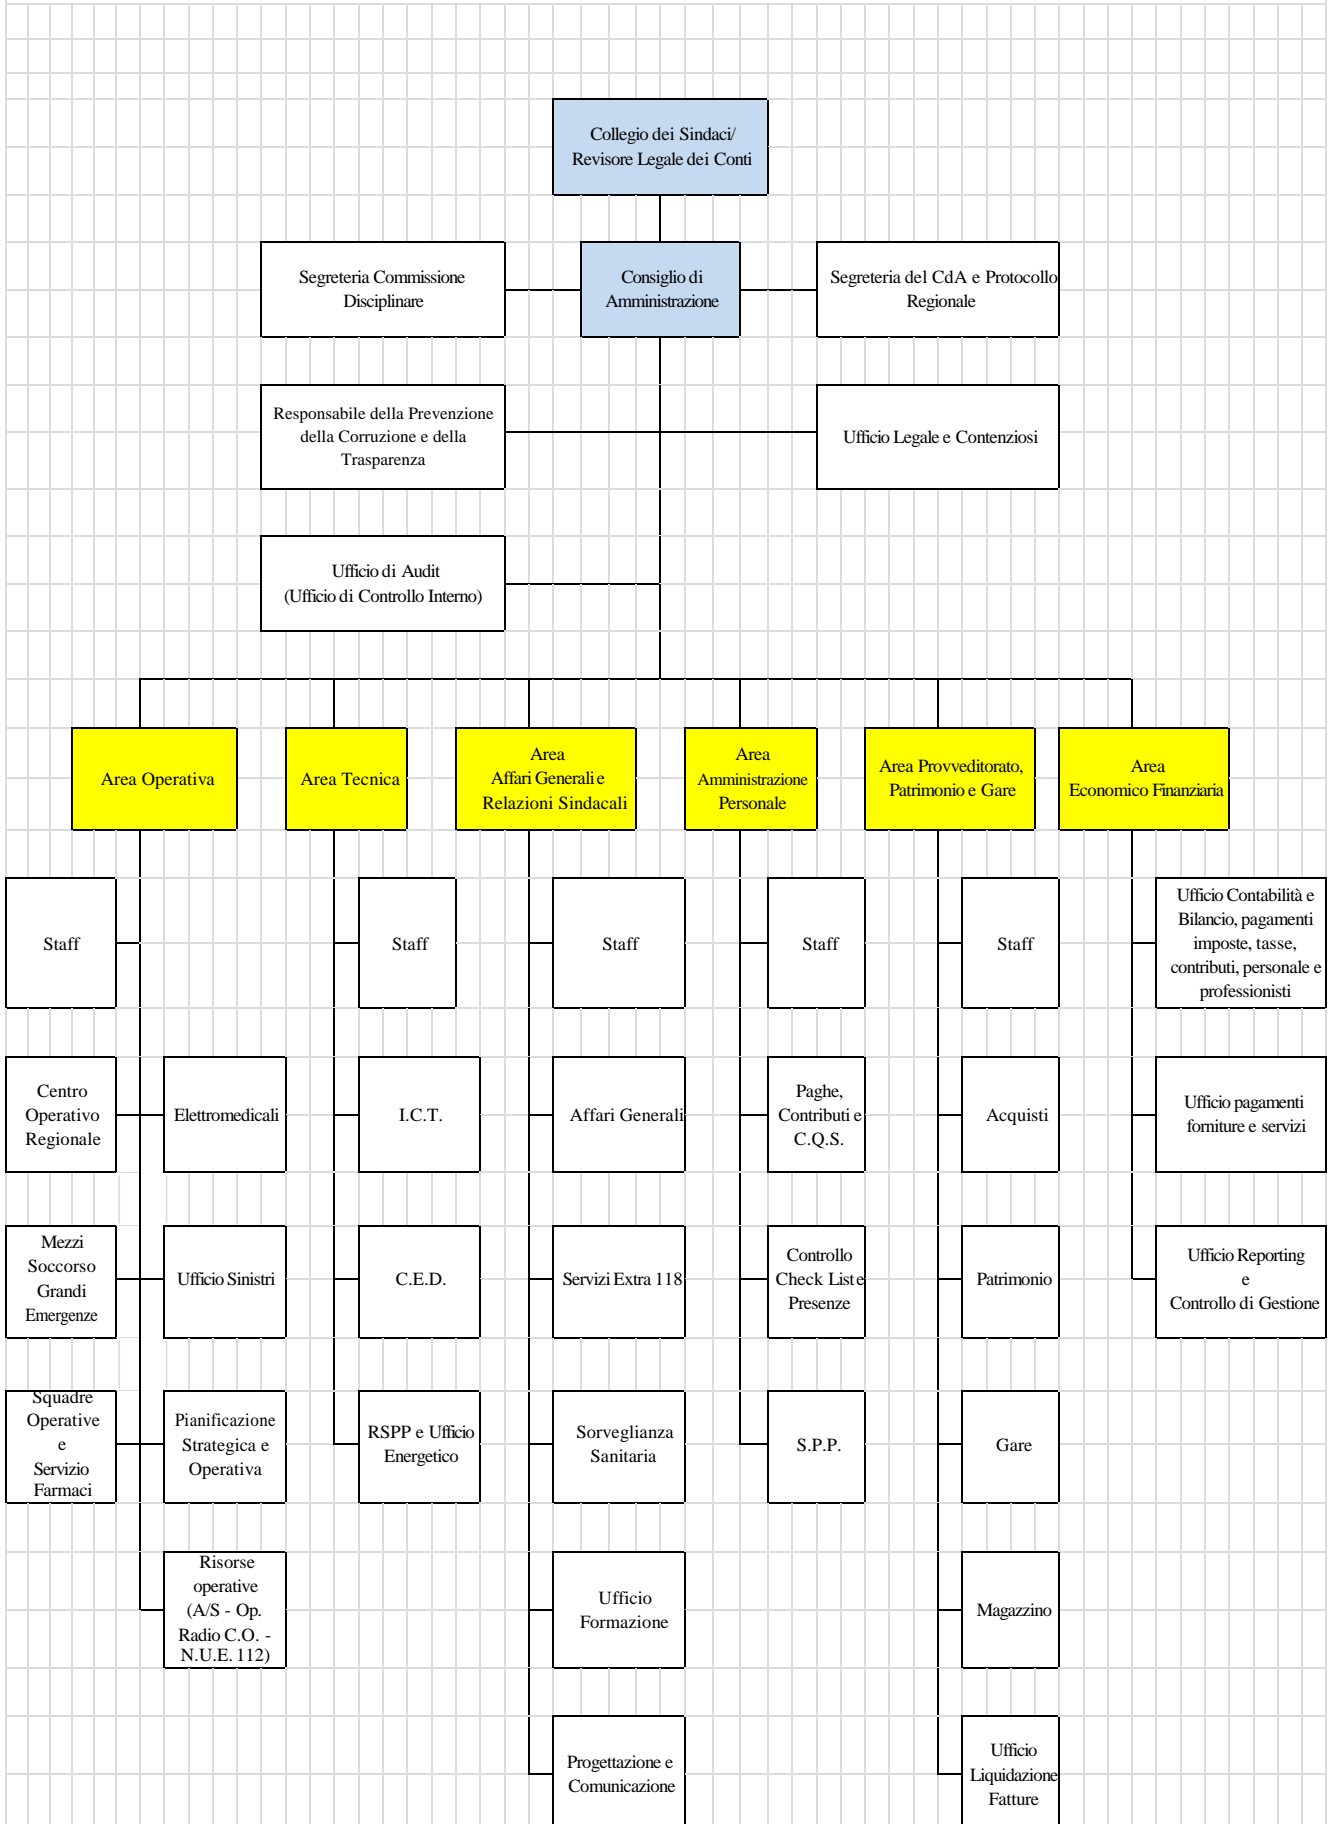 Collegio dei Sindaci/
Revisore Legale dei Conti
Segreteria Commissione
Disciplinare
Consiglio di
Amministrazione
Segreteria del CdA e Protocollo
Regionale
Responsabile della Prevenzione
della Corruzione e della
Trasparenza
Ufficio Legale e Contenziosi
Ufficio di Audit
(Ufficio di Controllo Interno)
Area Operativa
Area Tecnica
Area
Affari Generali e
Relazioni Sindacali
Area
Amministrazione
Personale
Area Provveditorato,
Patrimonio e Gare
Area
Economico Finanziaria
Staff
Staff
Staff
Staff
Staff
Ufficio Contabilità e
Bilancio, pagamenti
imposte, tasse,
contributi, personale e
professionisti
Centro
Operativo
Regionale
Elettromedicali
I.C.T.
Affari Generali
Paghe,
Contributi e
C.Q.S.
Acquisti
Ufficio pagamenti
forniture e servizi
Mezzi
Soccorso
Grandi
Emergenze
Ufficio Sinistri
C.E.D.
Servizi Extra 118
Controllo
Check List e
Presenze
Patrimonio
Ufficio Reporting
e
Controllo di Gestione
Squadre
Operative
e
Servizio
Farmaci
Pianificazione
Strategica e
Operativa
RSPP e Ufficio
Energetico
Sorveglianza
Sanitaria
S.P.P.
Gare
Risorse
operative
(A/S - Op.
Radio C.O. -
N.U.E. 112)
Ufficio
Formazione
Magazzino
Progettazione e
Comunicazione
Ufficio
Liquidazione
Fatture